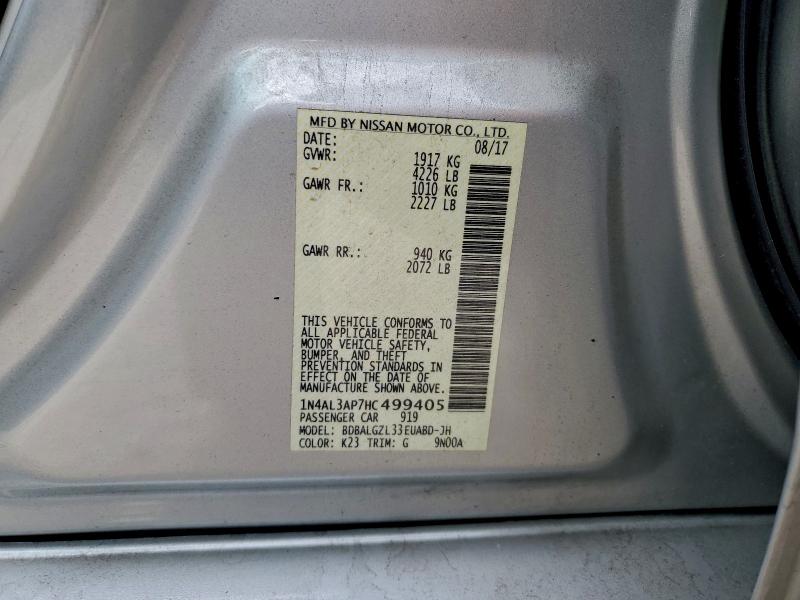 MFD BY NISSAN MOTOR CO., LTD.
DATE: 08/17
GVWR: 1917 KG
4226 LB
GAWR FR.: 1010 KG
2227 LB
GAWR RR.: 940 KG
2072 LB
THIS VEHICLE CONFORMS TO
ALL APPLICABLE FEDERAL
MOTOR VEHICLE SAFETY,
BUMPER, AND THEFT
PREVENTION STANDARDS IN
EFFECT ON THE DATE OF
MANUFACTURE SHOWN ABOVE.
1N4AL3AP7HC499405
PASSENGER CAR 919
MODEL: BDBALGZL33EUABD-JH
COLOR: K23 TRIM: G 9N00A